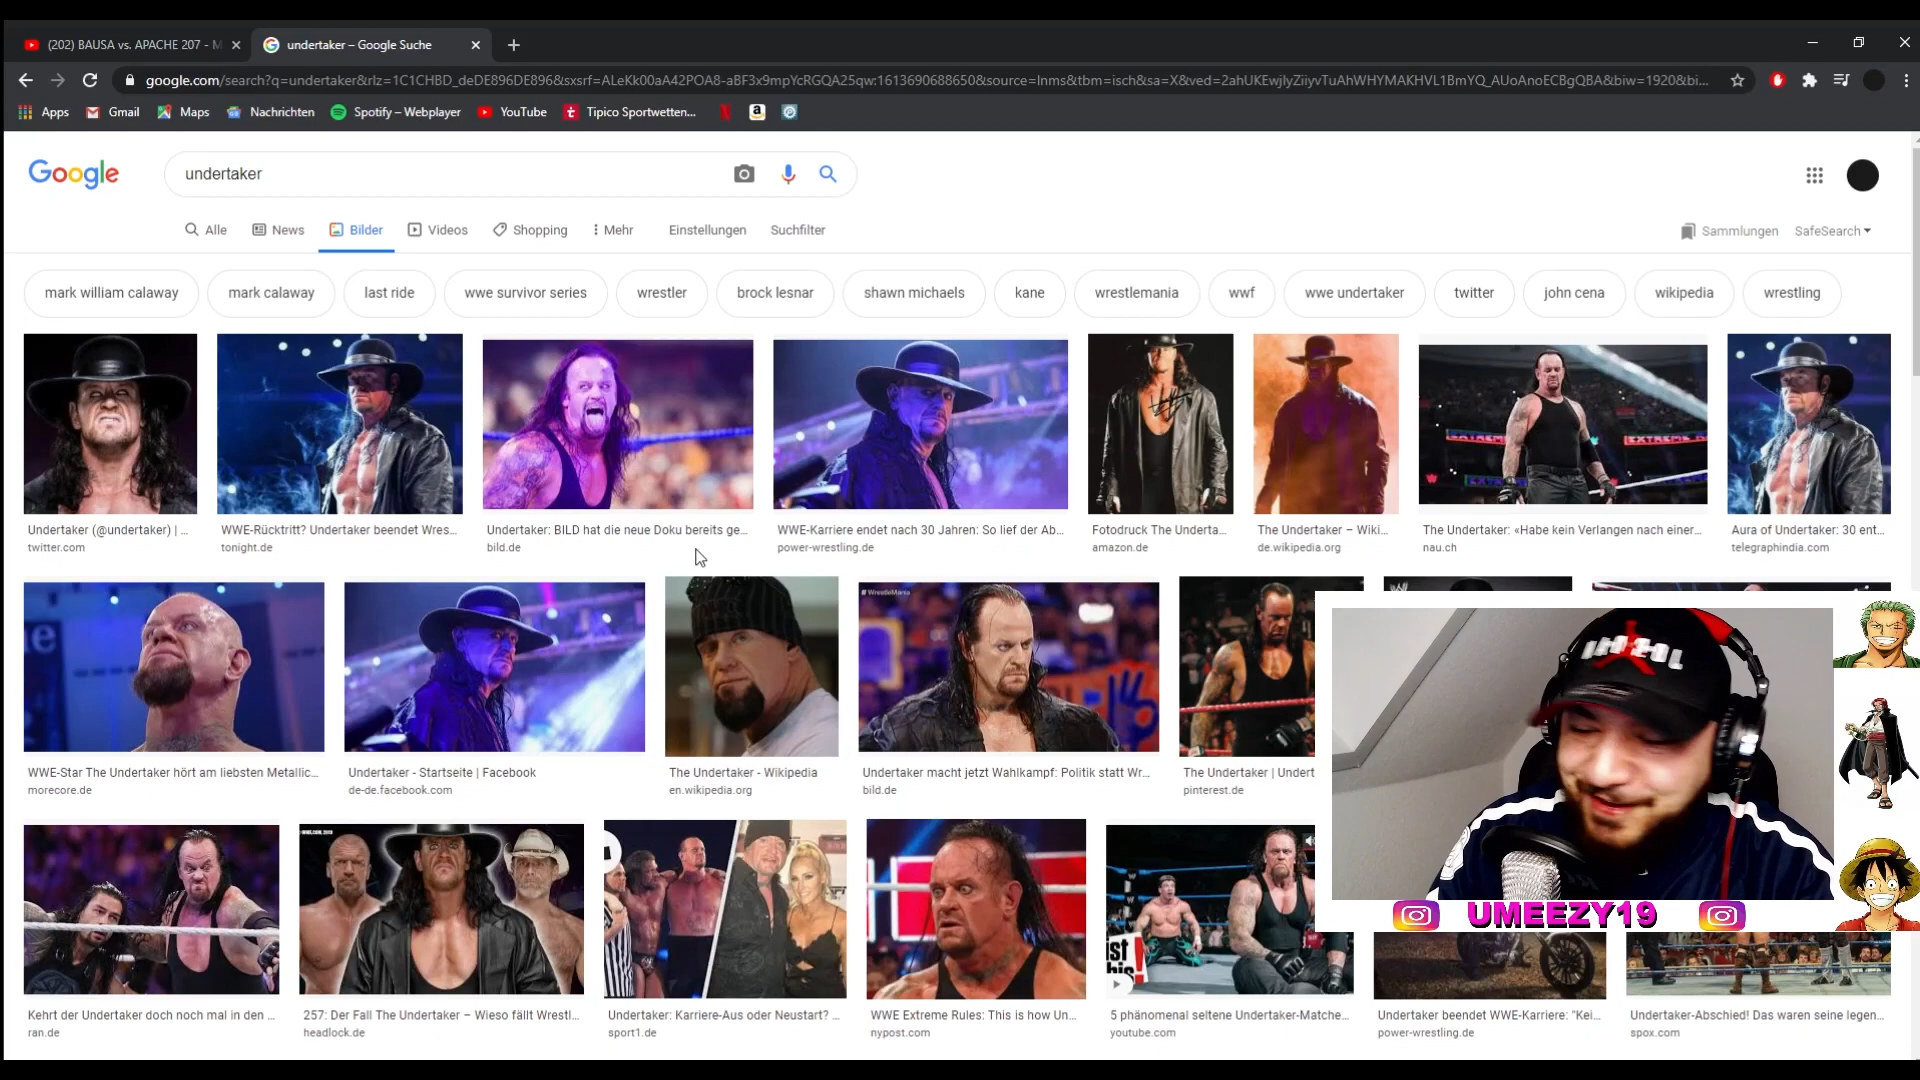 (202) BAUSA vs. APACHE 207 - M
undertaker – Google Suche
google.com/search?q=undertaker&rlz=1C1CHBD_deDE896DE896&sxsrf=ALeKk00aA42POA8-aBF3x9mpYcRGQA25qw:1613690688650&source=lnms&tbm=isch&sa=X&ved=2ahUKEwjIyZiiyvTuAhWHYMAKHVL1BmYQ_AUoAnoECBgQBA&biw=1920&bi...
Apps Gmail Maps Nachrichten Spotify – Webplayer YouTube Tipico Sportwetten...
Google
undertaker
Alle News Bilder Videos Shopping Mehr Einstellungen Suchfilter
Sammlungen SafeSearch
mark william calaway mark calaway last ride wwe survivor series wrestler brock lesnar shawn michaels kane wrestlemania wwf wwe undertaker twitter john cena wikipedia wrestling
Undertaker (@undertaker) | ...
twitter.com
WWE-Rücktritt? Undertaker beendet Wres...
tonight.de
Undertaker: BILD hat die neue Doku bereits ge...
bild.de
WWE-Karriere endet nach 30 Jahren: So lief der Ab...
power-wrestling.de
Fotodruck The Underta...
amazon.de
The Undertaker – Wiki...
de.wikipedia.org
The Undertaker: «Habe kein Verlangen nach einer...
nau.ch
Aura of Undertaker: 30 ent...
telegraphindia.com
WWE-Star The Undertaker hört am liebsten Metallic...
morecore.de
Undertaker - Startseite | Facebook
de-de.facebook.com
The Undertaker - Wikipedia
en.wikipedia.org
Undertaker macht jetzt Wahlkampf: Politik statt Wr...
bild.de
The Undertaker | Undert
pinterest.de
UMEEZY19
Kehrt der Undertaker doch noch mal in den ...
ran.de
257: Der Fall The Undertaker – Wieso fällt Wrestl...
headlock.de
Undertaker: Karriere-Aus oder Neustart? ...
sport1.de
WWE Extreme Rules: This is how Un...
nypost.com
5 phänomenal seltene Undertaker-Matche...
youtube.com
Undertaker beendet WWE-Karriere: "Kei...
power-wrestling.de
Undertaker-Abschied! Das waren seine legen...
spox.com